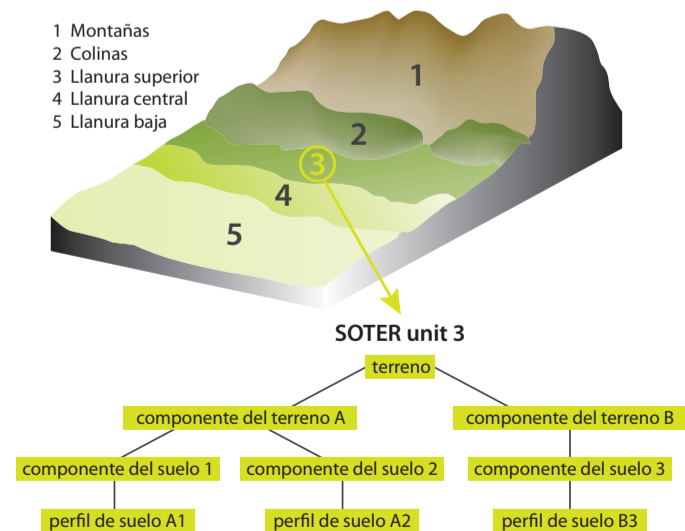 1 Montañas
2 Colinas
3 Llanura superior
4 Llanura central
5 Llanura baja
1
2
3
4
5
SOTER unit 3
terreno
componente del terreno A
componente del terreno B
componente del suelo 1
componente del suelo 2
componente del suelo 3
perfil de suelo A1
perfil de suelo A2
perfil de suelo B3